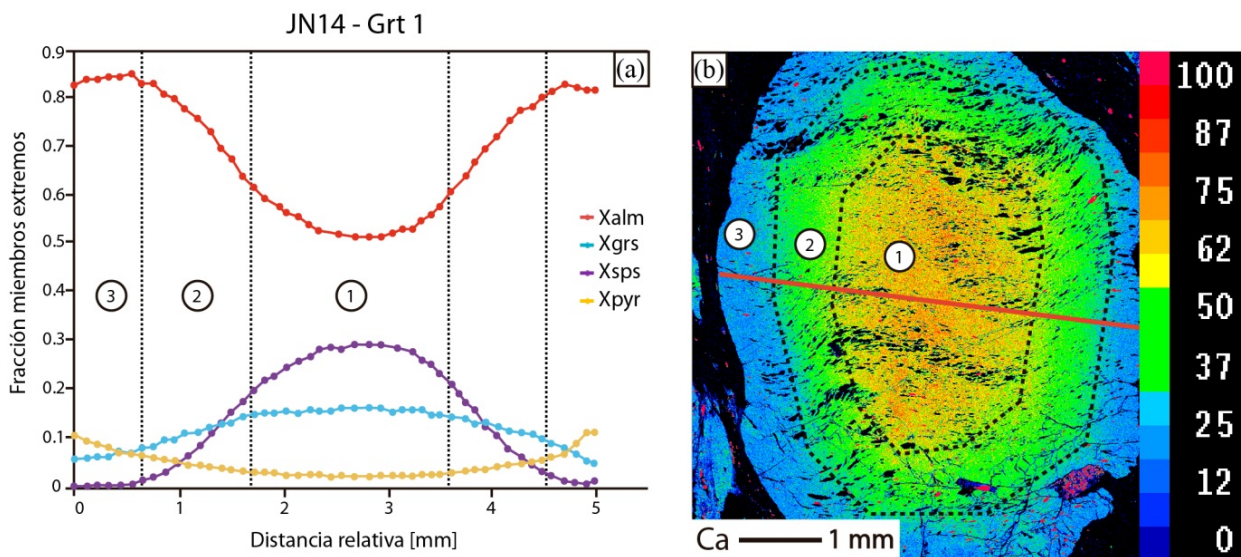 JN14 - Grt 1
(a)
Fracción miembros extremos
0.9
0.8
0.7
0.6
0.5
0.4
0.3
0.2
0.1
0
3
2
1
Xalm
Xgrs
Xsps
Xpyr
0 1 2 3 4 5
Distancia relativa [mm]
(b)
3
2
1
Ca 1 mm
100
87
75
62
50
37
25
12
0